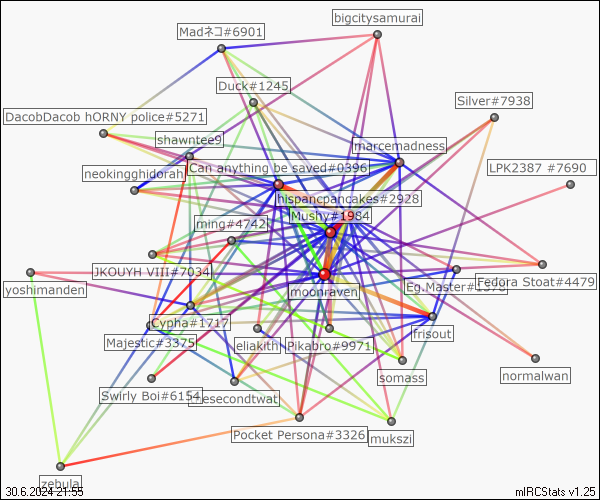 bigcitysamurai
Madネコ#6901
Duck#1245
Silver#7938
DacobDacob hORNY police#5271
shawntee9
marcemadness
neokingghidorah
Can anything be saved#0396
LPK2387 #7690
hispancpancakes#2928
Mushy#1984
ming#4742
JKOUYH VIII#7034
yoshimanden
moonraven
Eg.Master
Fedora Stoat#4479
Cypha#1717
Majestic#3375
eliakith
Pikabro#9971
frisout
somass
normalwan
Swirly Boi#6154
Pocket Persona#3326
mukszi
zebula
30.6.2024 21:55
mIRCStats v1.25